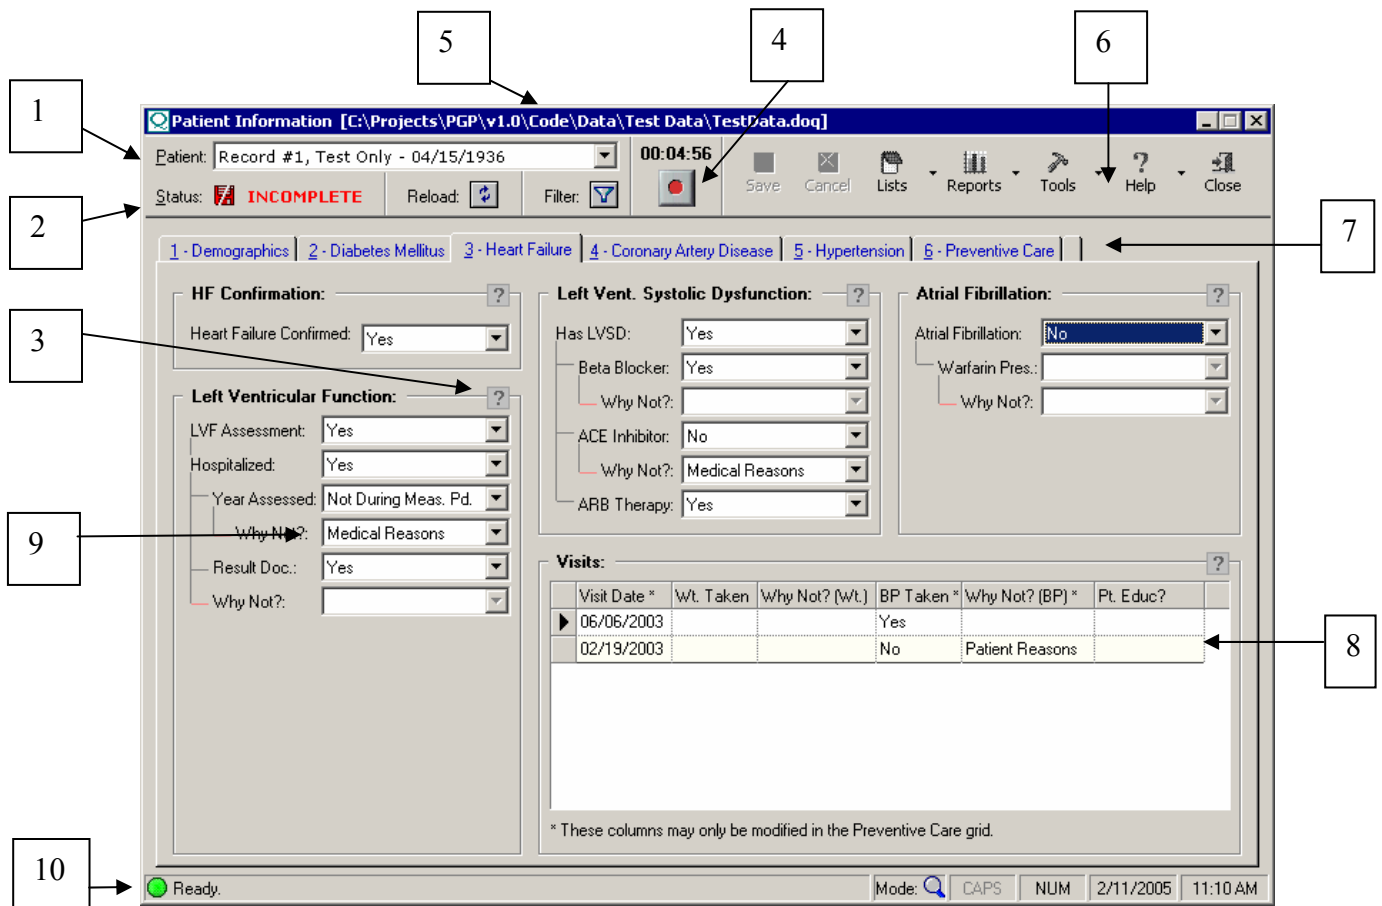 5
4
6
1
Patient Information [C:\Projects\PGP\v1.0\Code\Data\Test Data\TestData.doq]
Patient: Record #1, Test Only - 04/15/1936
00:04:56
Save Cancel Lists Reports Tools Help Close
Status: INCOMPLETE Reload: Filter:
2
7
1 - Demographics 2 - Diabetes Mellitus 3 - Heart Failure 4 - Coronary Artery Disease 5 - Hypertension 6 - Preventive Care
3
HF Confirmation: ?
Heart Failure Confirmed: Yes
Left Ventricular Function: ?
LVF Assessment: Yes
Hospitalized: Yes
Year Assessed: Not During Meas. Pd.
9
Why Not?: Medical Reasons
Result Doc.: Yes
Why Not?:
Left Vent. Systolic Dysfunction: ?
Has LVSD: Yes
Beta Blocker: Yes
Why Not?:
ACE Inhibitor: No
Why Not?: Medical Reasons
ARB Therapy: Yes
Atrial Fibrillation: ?
Atrial Fibrillation: No
Warfarin Pres.:
Why Not?:
Visits: ?
Visit Date * Wt. Taken Why Not? (Wt.) BP Taken * Why Not? (BP) * Pt. Educ?
06/06/2003 Yes
02/19/2003 No Patient Reasons
8
* These columns may only be modified in the Preventive Care grid.
10
Ready. Mode: CAPS NUM 2/11/2005 11:10 AM